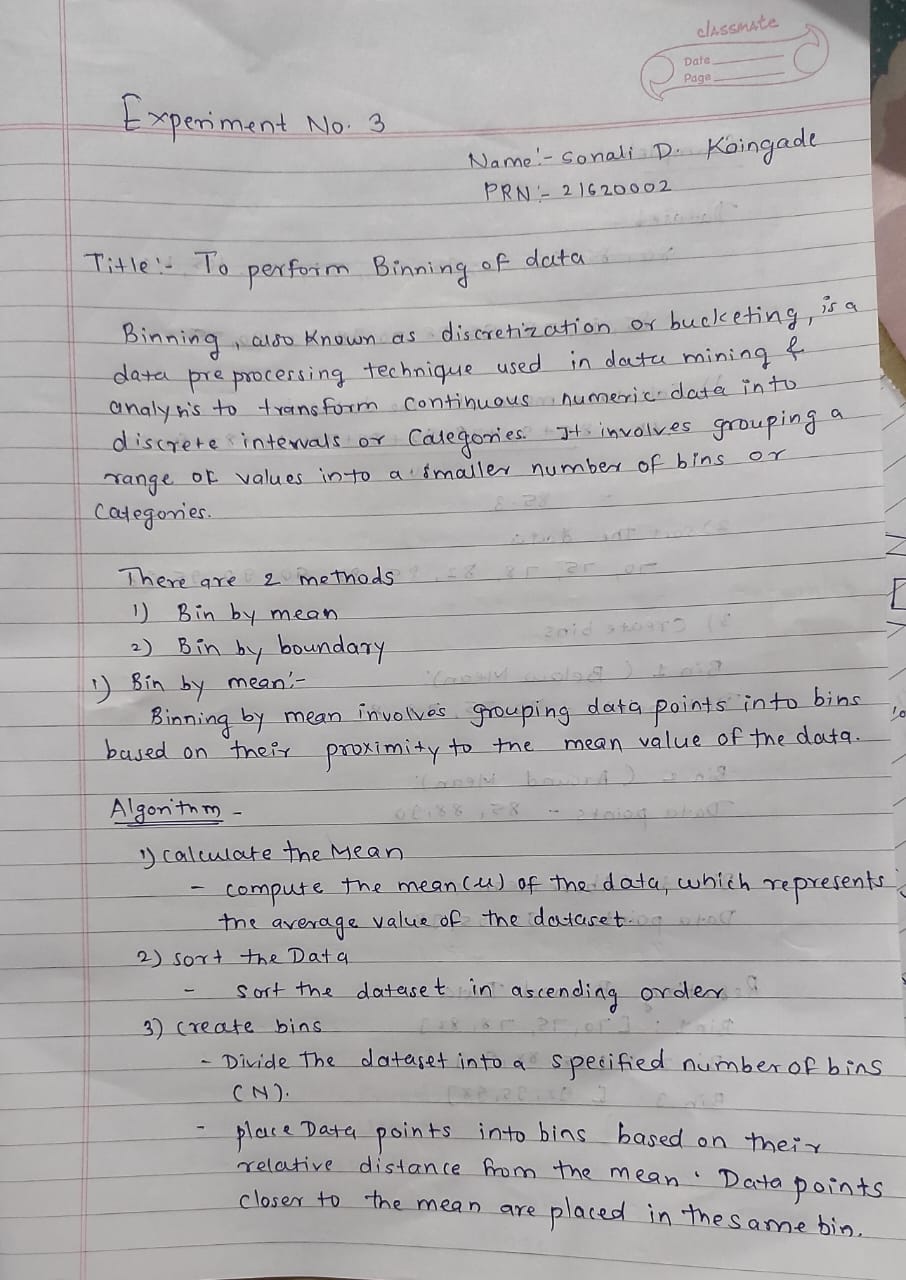 classmate
Date
Page
Experiment No. 3
Name:- Sonali D. Koingade
PRN:- 21620002
Title:- To perform Binning of data
Binning, also known as discretization or bucketing, is a
data preprocessing technique used in data mining &
analysis to transform continuous numeric data into
discrete intervals or Categories. It involves grouping a
range of values into a smaller number of bins or
Categories.
There are 2 methods
1) Bin by mean
2) Bin by boundary
1) Bin by mean:-
Binning by mean involves grouping data points into bins
based on their proximity to the mean value of the data.
Algorithm -
1) calculate the Mean
- compute the mean (u) of the data, which represents
the average value of the dataset.
2) sort the Data
- sort the dataset in ascending order
3) Create bins
- Divide the dataset into a specified number of bins
(N).
- place Data points into bins based on their
relative distance from the mean. Data points
closer to the mean are placed in the same bin.